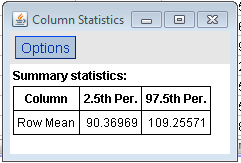 Column Statistics
Options
Summary statistics:
Column 2.5th Per. 97.5th Per.
Row Mean 90.36969 109.25571